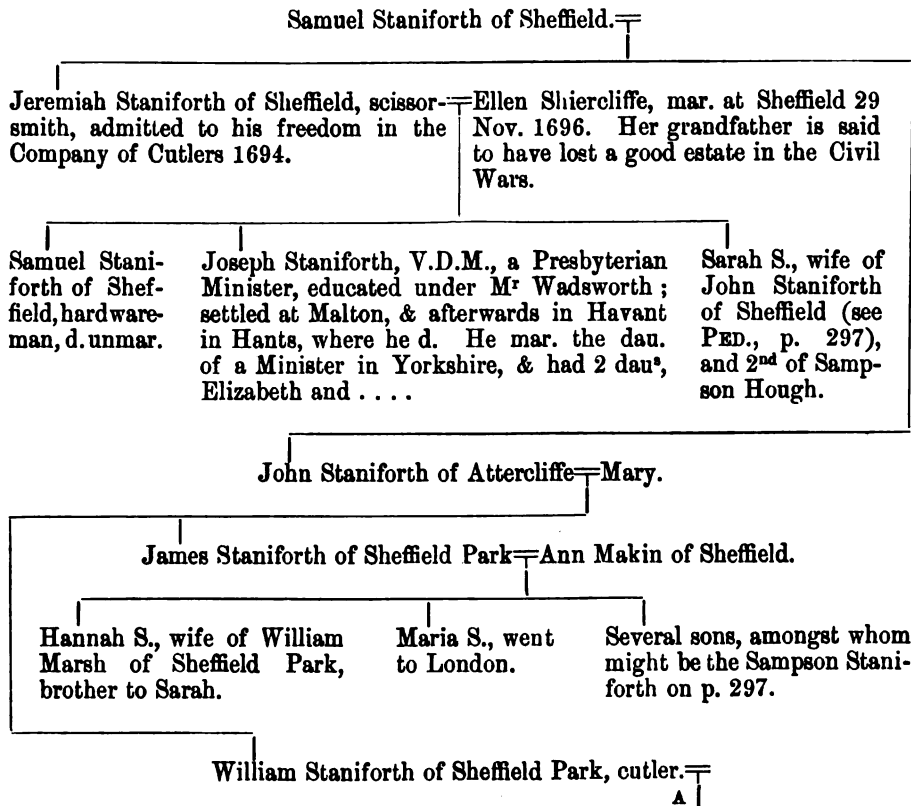 Samuel Staniforth of Sheffield.
Jeremiah Staniforth of Sheffield, scissor-
smith, admitted to his freedom in the
Company of Cutlers 1694.
Ellen Shiercliffe, mar. at Sheffield 29
Nov. 1696. Her grandfather is said
to have lost a good estate in the Civil
Wars.
Samuel Stani-
forth of Shef-
field, hardware-
man, d. unmar.
Joseph Staniforth, V.D.M., a Presbyterian
Minister, educated under Mʳ Wadsworth ;
settled at Malton, & afterwards in Havant
in Hants, where he d. He mar. the dau.
of a Minister in Yorkshire, & had 2 dauˢ,
Elizabeth and . . . .
Sarah S., wife of
John Staniforth
of Sheffield (see
PED., p. 297),
and 2ⁿᵈ of Samp-
son Hough.
John Staniforth of Attercliffe
Mary.
James Staniforth of Sheffield Park
Ann Makin of Sheffield.
Hannah S., wife of William
Marsh of Sheffield Park,
brother to Sarah.
Maria S., went
to London.
Several sons, amongst whom
might be the Sampson Stani-
forth on p. 297.
William Staniforth of Sheffield Park, cutler.
A